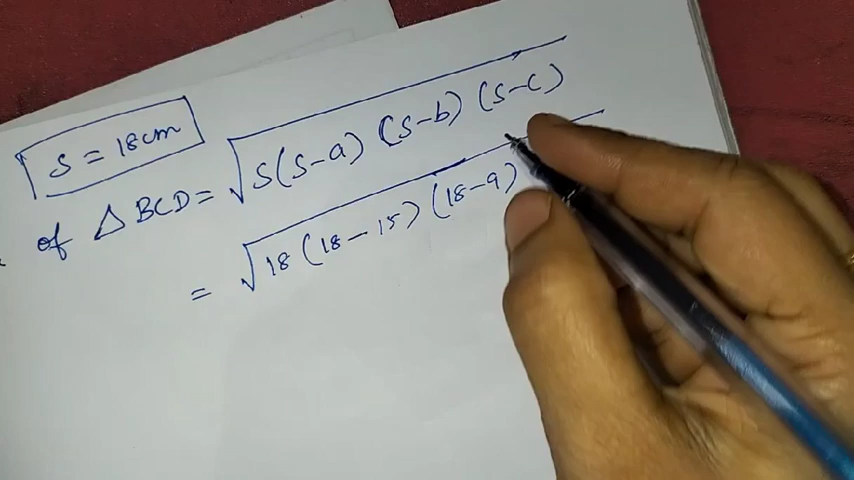 S = 18cm
of △ BCD = √S(S-a) (S-b) (S-c)
= √18 (18-15) (18-9)